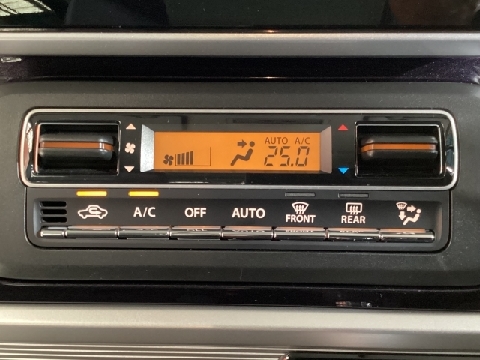 AUTO A/C
25.0
A/C OFF AUTO FRONT REAR